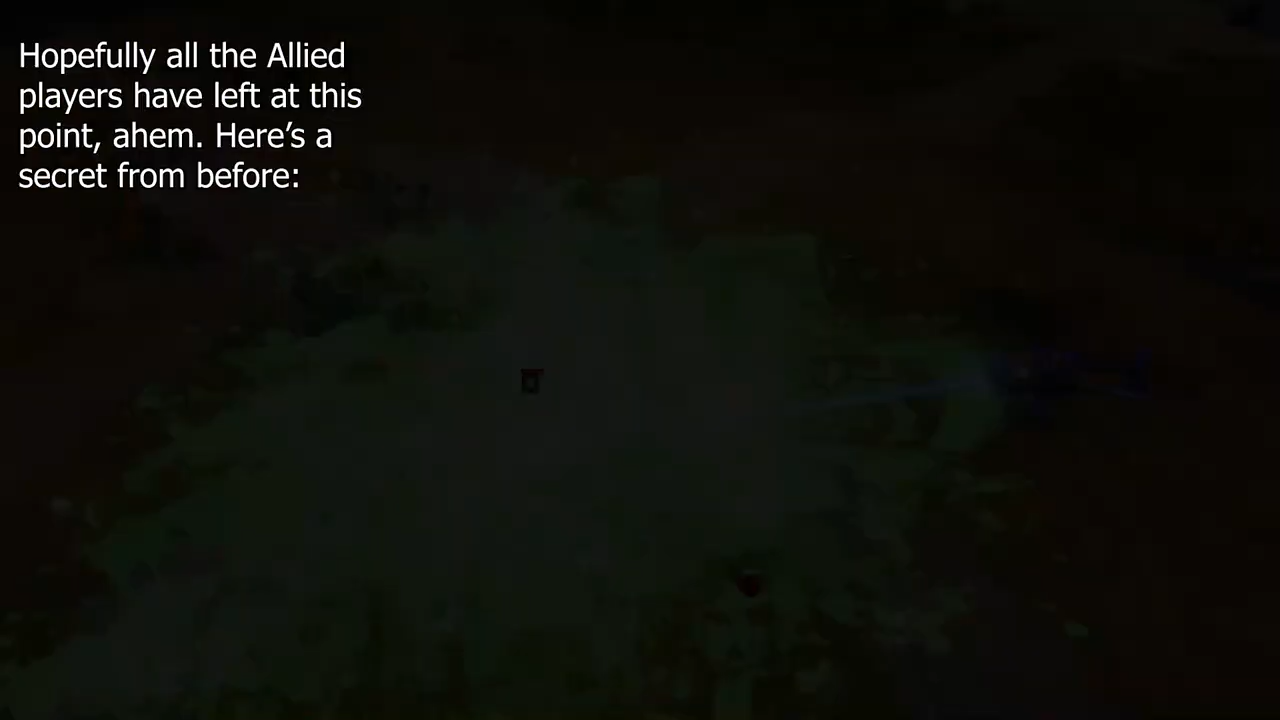 Hopefully all the Allied
players have left at this
point, ahem. Here’s a
secret from before: